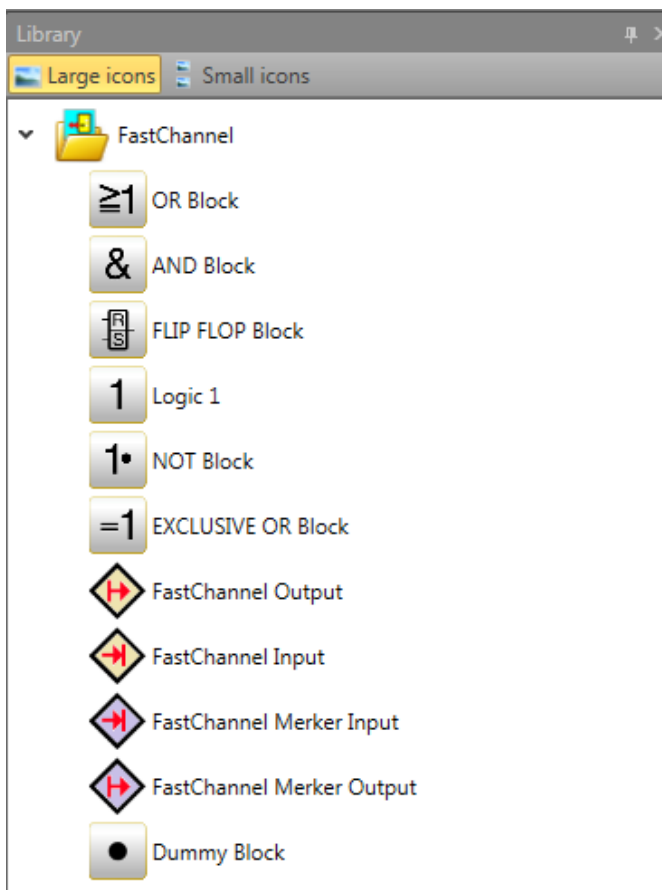 Library
Large icons Small icons
FastChannel
≧1 OR Block
& AND Block
R S FLIP FLOP Block
1 Logic 1
1• NOT Block
=1 EXCLUSIVE OR Block
FastChannel Output
FastChannel Input
FastChannel Merker Input
FastChannel Merker Output
Dummy Block